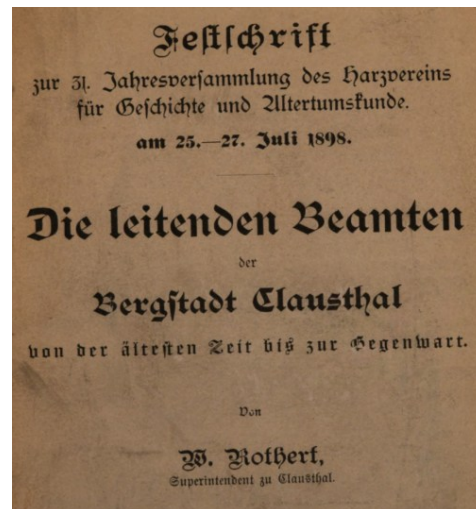 Festschrift
zur 31. Jahresversammlung des Harzvereins
für Geschichte und Altertumskunde.
am 25.—27. Juli 1898.
Die leitenden Beamten
der
Bergstadt Clausthal
von der ältesten Zeit bis zur Gegenwart.
Von
W. Rothert,
Superintendent zu Clausthal.